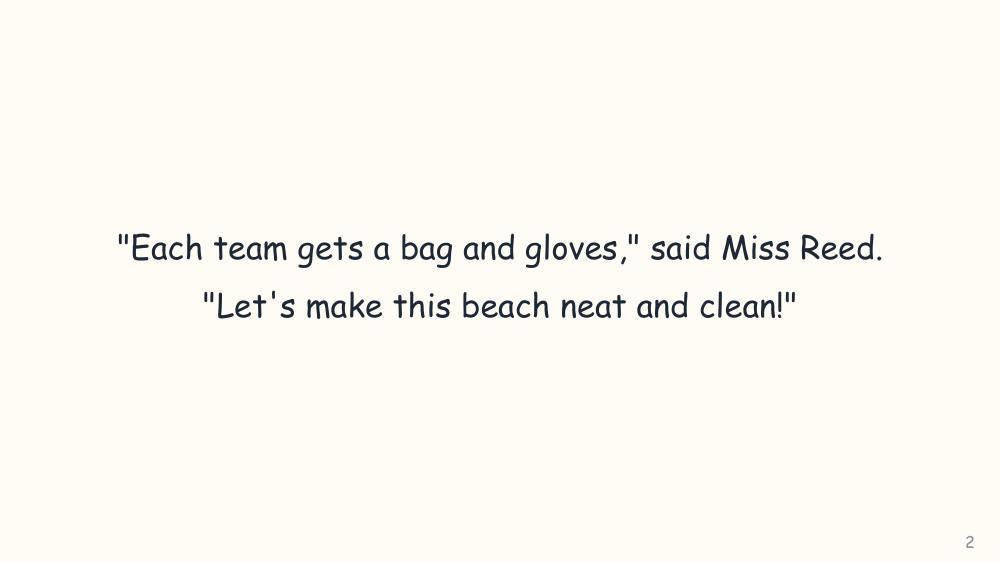 "Each team gets a bag and gloves," said Miss Reed.
"Let's make this beach neat and clean!"
2